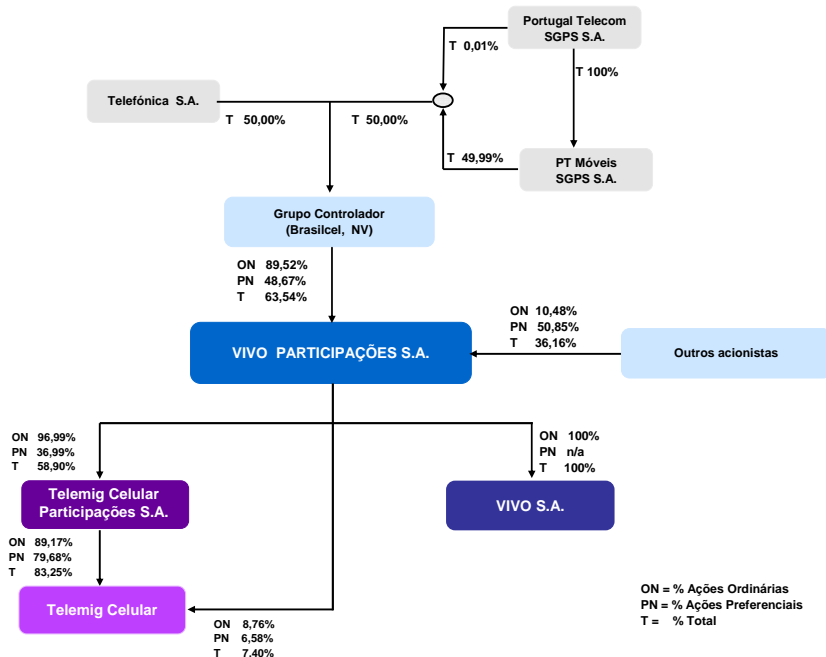 Portugal Telecom
SGPS S.A.
T 0,01%
T 100%
Telefónica S.A.
T 50,00%
T 50,00%
T 49,99%
PT Móveis
SGPS S.A.
Grupo Controlador
(Brasilcel, NV)
ON 89,52%
PN 48,67%
T 63,54%
ON 10,48%
PN 50,85%
T 36,16%
VIVO PARTICIPAÇÕES S.A.
Outros acionistas
ON 96,99%
PN 36,99%
T 58,90%
ON 100%
PN n/a
T 100%
Telemig Celular
Participações S.A.
VIVO S.A.
ON 89,17%
PN 79,68%
T 83,25%
Telemig Celular
ON 8,76%
PN 6,58%
T 7,40%
ON = % Ações Ordinárias
PN = % Ações Preferenciais
T = % Total